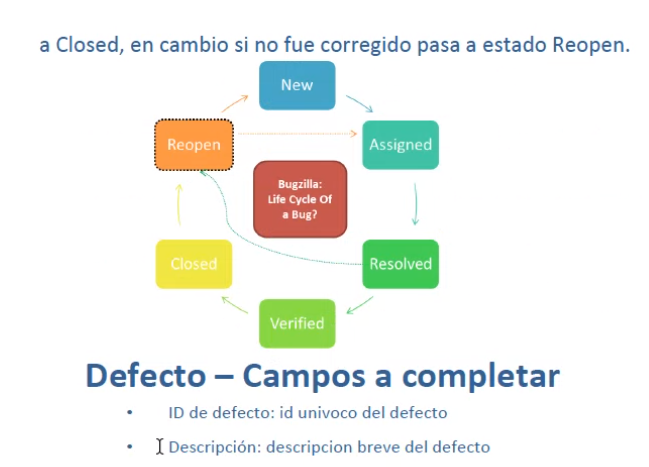 a Closed, en cambio si no fue corregido pasa a estado Reopen.
New
Reopen
Assigned
Bugzilla:
Life Cycle Of
a Bug?
Closed
Resolved
Verified
Defecto – Campos a completar
• ID de defecto: id univoco del defecto
• Descripción: descripcion breve del defecto